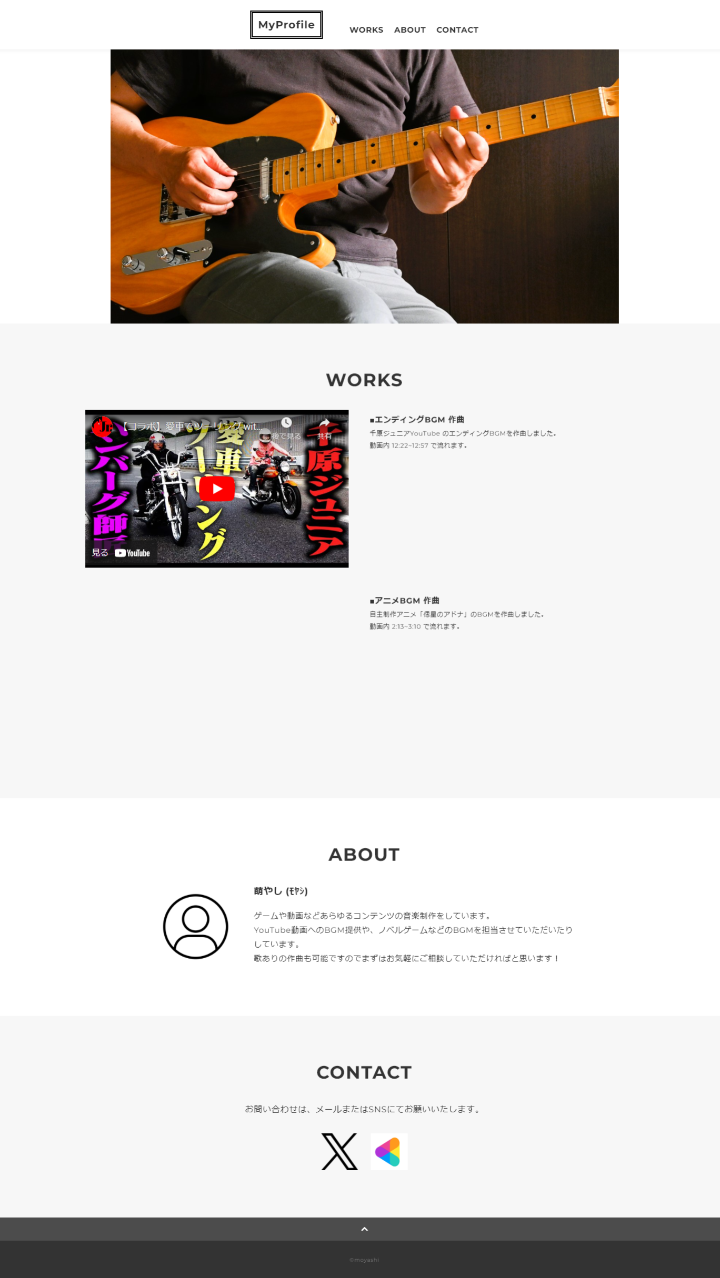 MyProfile
WORKS ABOUT CONTACT
WORKS
【コラボ】愛車でツーリング wit...
後で見る 共有
ハンバーグ師匠
愛車で
ツーリング
千原ジュニア
見る YouTube
■エンディングBGM 作曲
千原ジュニアYouTube のエンディングBGMを作曲しました。
動画内 12:22~12:57 で流れます。
■アニメBGM 作曲
自主制作アニメ「倭星のアドナ」のBGMを作曲しました。
動画内 2:13~3:10 で流れます。
ABOUT
萌やし (ﾓﾔｼ)
ゲームや動画などあらゆるコンテンツの音楽制作をしています。
YouTube動画へのBGM提供や、ノベルゲームなどのBGMを担当させていただいたり
しています。
歌ありの作曲も可能ですのでまずはお気軽にご相談していただければと思います！
CONTACT
お問い合わせは、メールまたはSNSにてお願いいたします。
©moyashi